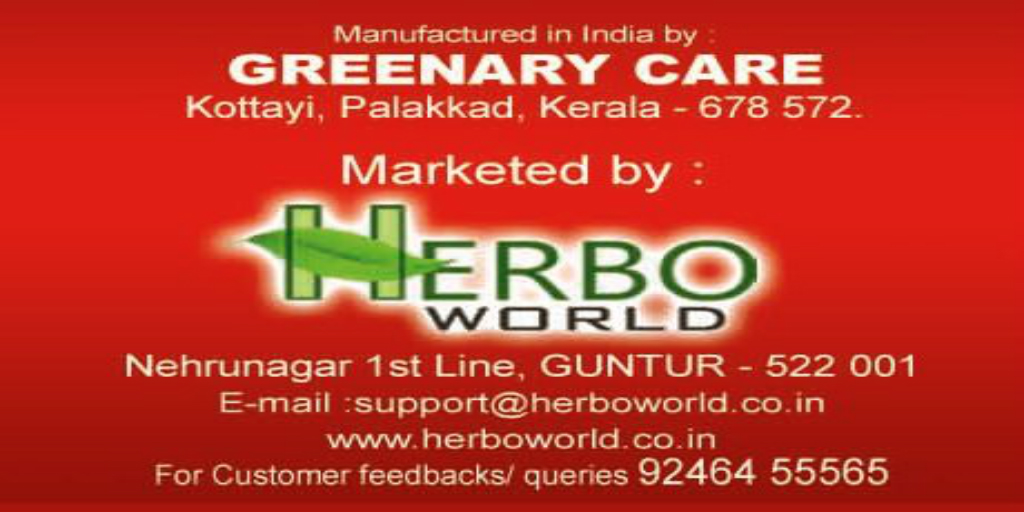 Manufactured in India by :
GREENARY CARE
Kottayi, Palakkad, Kerala - 678 572.
Marketed by :
HERBO
WORLD
Nehrunagar 1st Line, GUNTUR - 522 001
E-mail :support@herboworld.co.in
www.herboworld.co.in
For Customer feedbacks/ queries 92464 55565